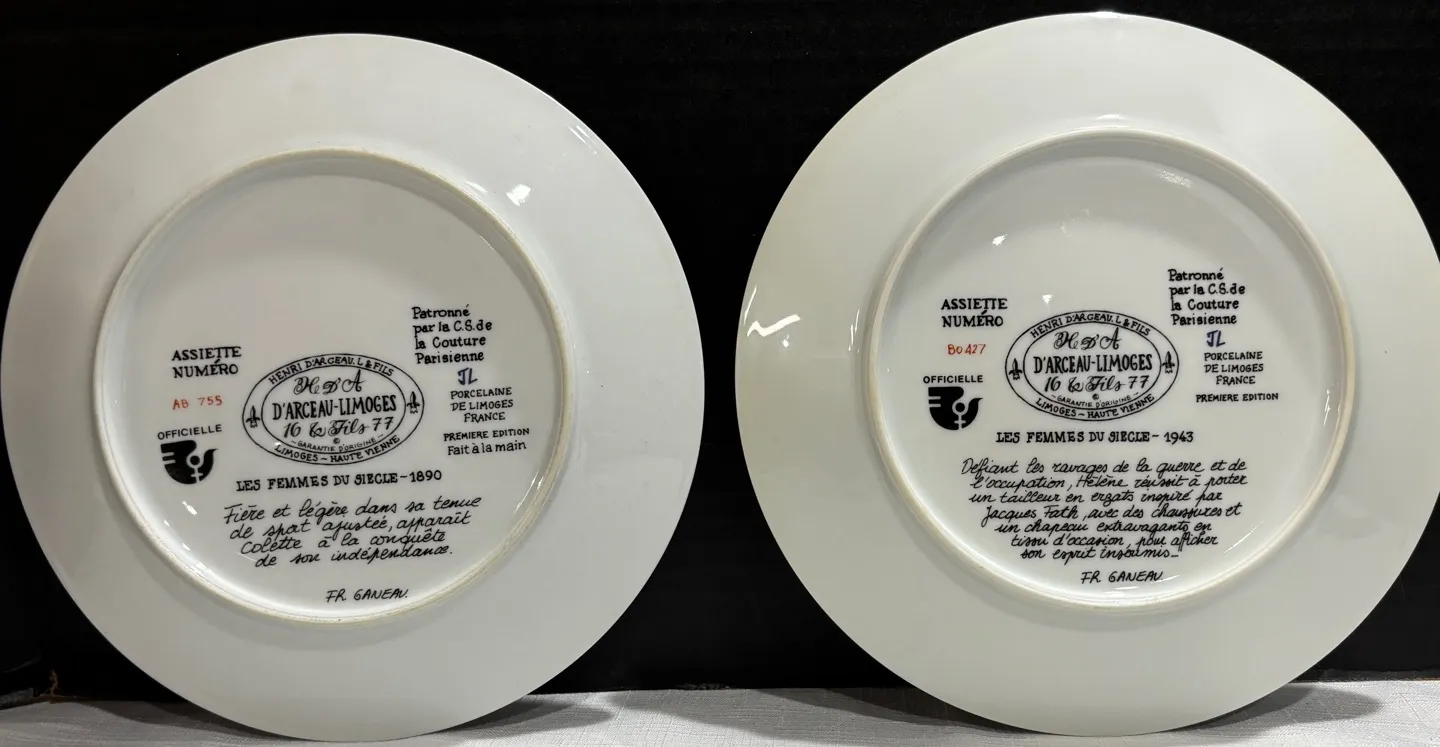 Patronné
par la C.S.de
la Couture
Parisienne
ASSIETTE
NUMÉRO
AB 755
OFFICIELLE
HENRI D'ARCEAU. L & FILS
H D'A
D'ARCEAU-LIMOGES
16 & Fils 77
©
GARANTIE D'ORIGINE
LIMOGES - HAUTE VIENNE
JL
PORCELAINE
DE LIMOGES
FRANCE
PREMIERE EDITION
Fait à la main
LES FEMMES DU SIECLE - 1890
Fière et légère dans sa tenue
de sport ajustée, apparaît
Colette à la conquête
de son indépendance.
FR. GANEAU.
Patronné
par la C.S.de
la Couture
Parisienne
ASSIETTE
NUMÉRO
BO427
OFFICIELLE
HENRI D'ARCEAU. L & FILS
H D'A
D'ARCEAU-LIMOGES
16 & Fils 77
©
GARANTIE D'ORIGINE
LIMOGES - HAUTE VIENNE
JL
PORCELAINE
DE LIMOGES
FRANCE
PREMIERE EDITION
LES FEMMES DU SIECLE - 1943
Défiant les ravages de la guerre et de
l'occupation, Hélène réussit à porter
un tailleur en erzats inspiré par
Jacques Fath, avec des chaussures et
un chapeau extravagants en
tissu d'occasion, pour afficher
son esprit insoumis_
FR GANEAU.